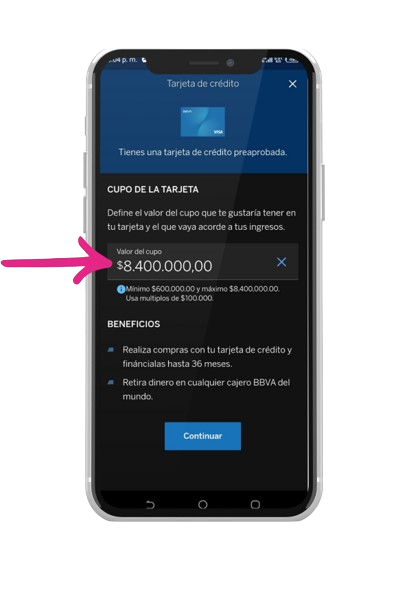 :04 p. m.
Tarjeta de crédito
VISA
Tienes una tarjeta de crédito preaprobada.
CUPO DE LA TARJETA
Define el valor del cupo que te gustaría tener en
tu tarjeta y el que vaya acorde a tus ingresos.
Valor del cupo
$8.400.000,00
Mínimo $600.000.00 y máximo $8,400,000.00.
Usa multiplos de $100.000.
BENEFICIOS
Realiza compras con tu tarjeta de crédito y
fináncialas hasta 36 meses.
Retira dinero en cualquier cajero BBVA del
mundo.
Continuar